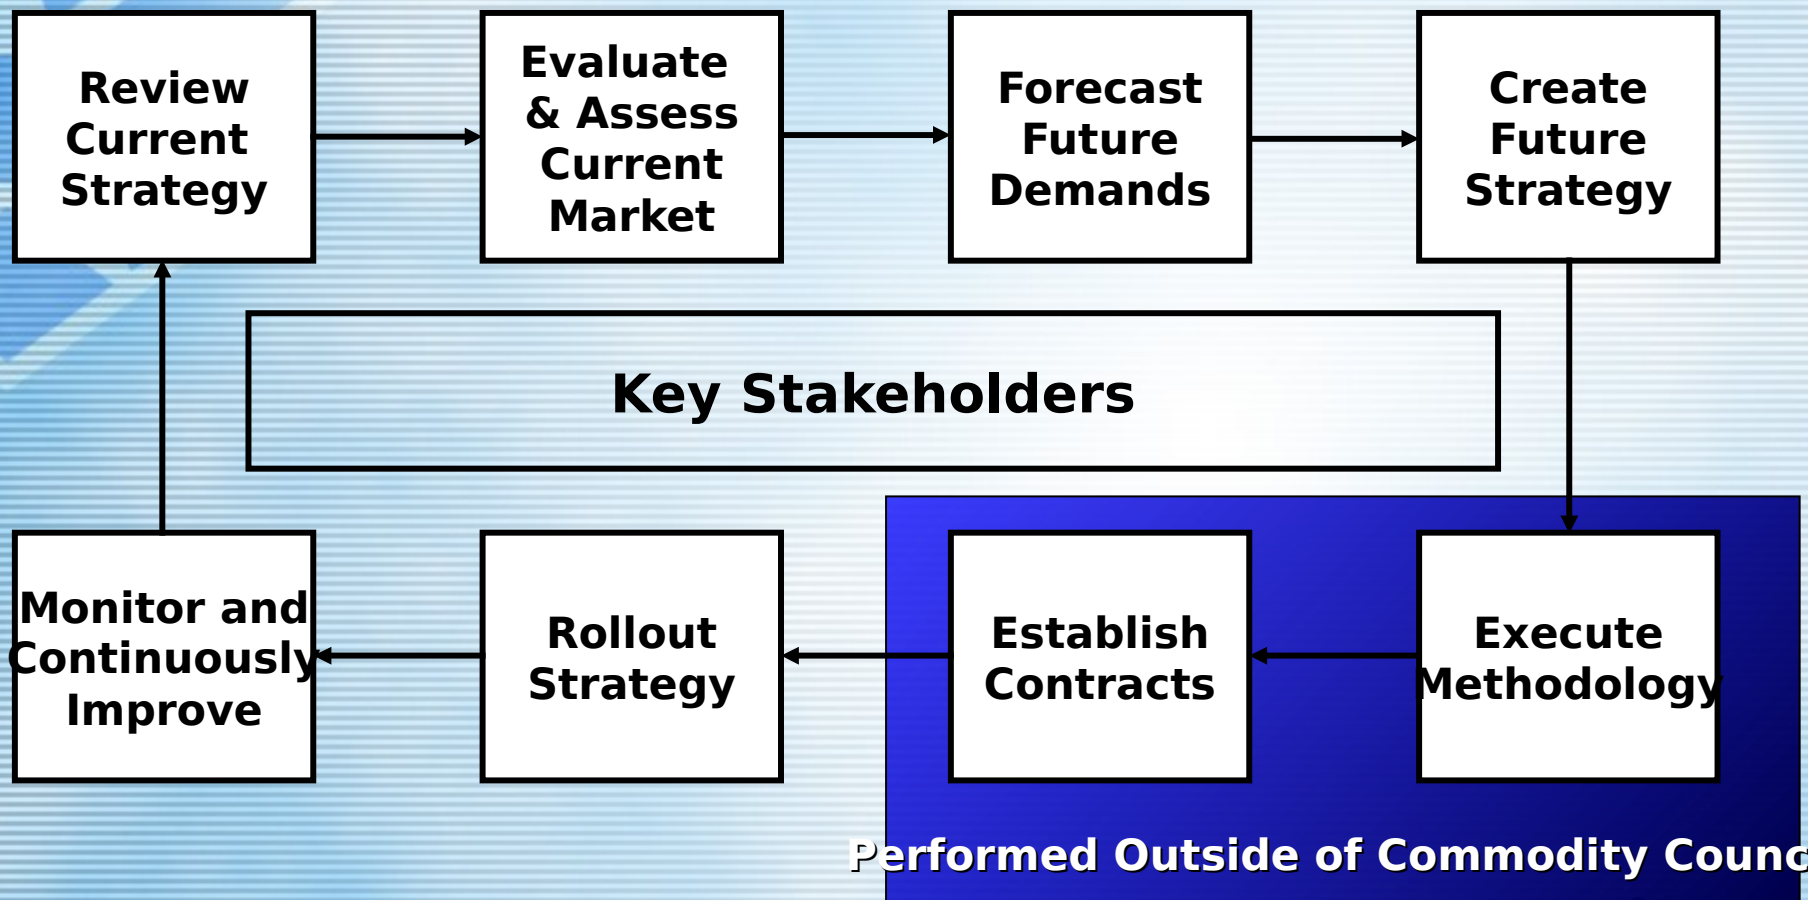 Review
Current
Strategy
Evaluate
& Assess
Current
Market
Forecast
Future
Demands
Create
Future
Strategy
Key Stakeholders
Monitor and
Continuously
Improve
Rollout
Strategy
Establish
Contracts
Execute
Methodology
Performed Outside of Commodity Counc